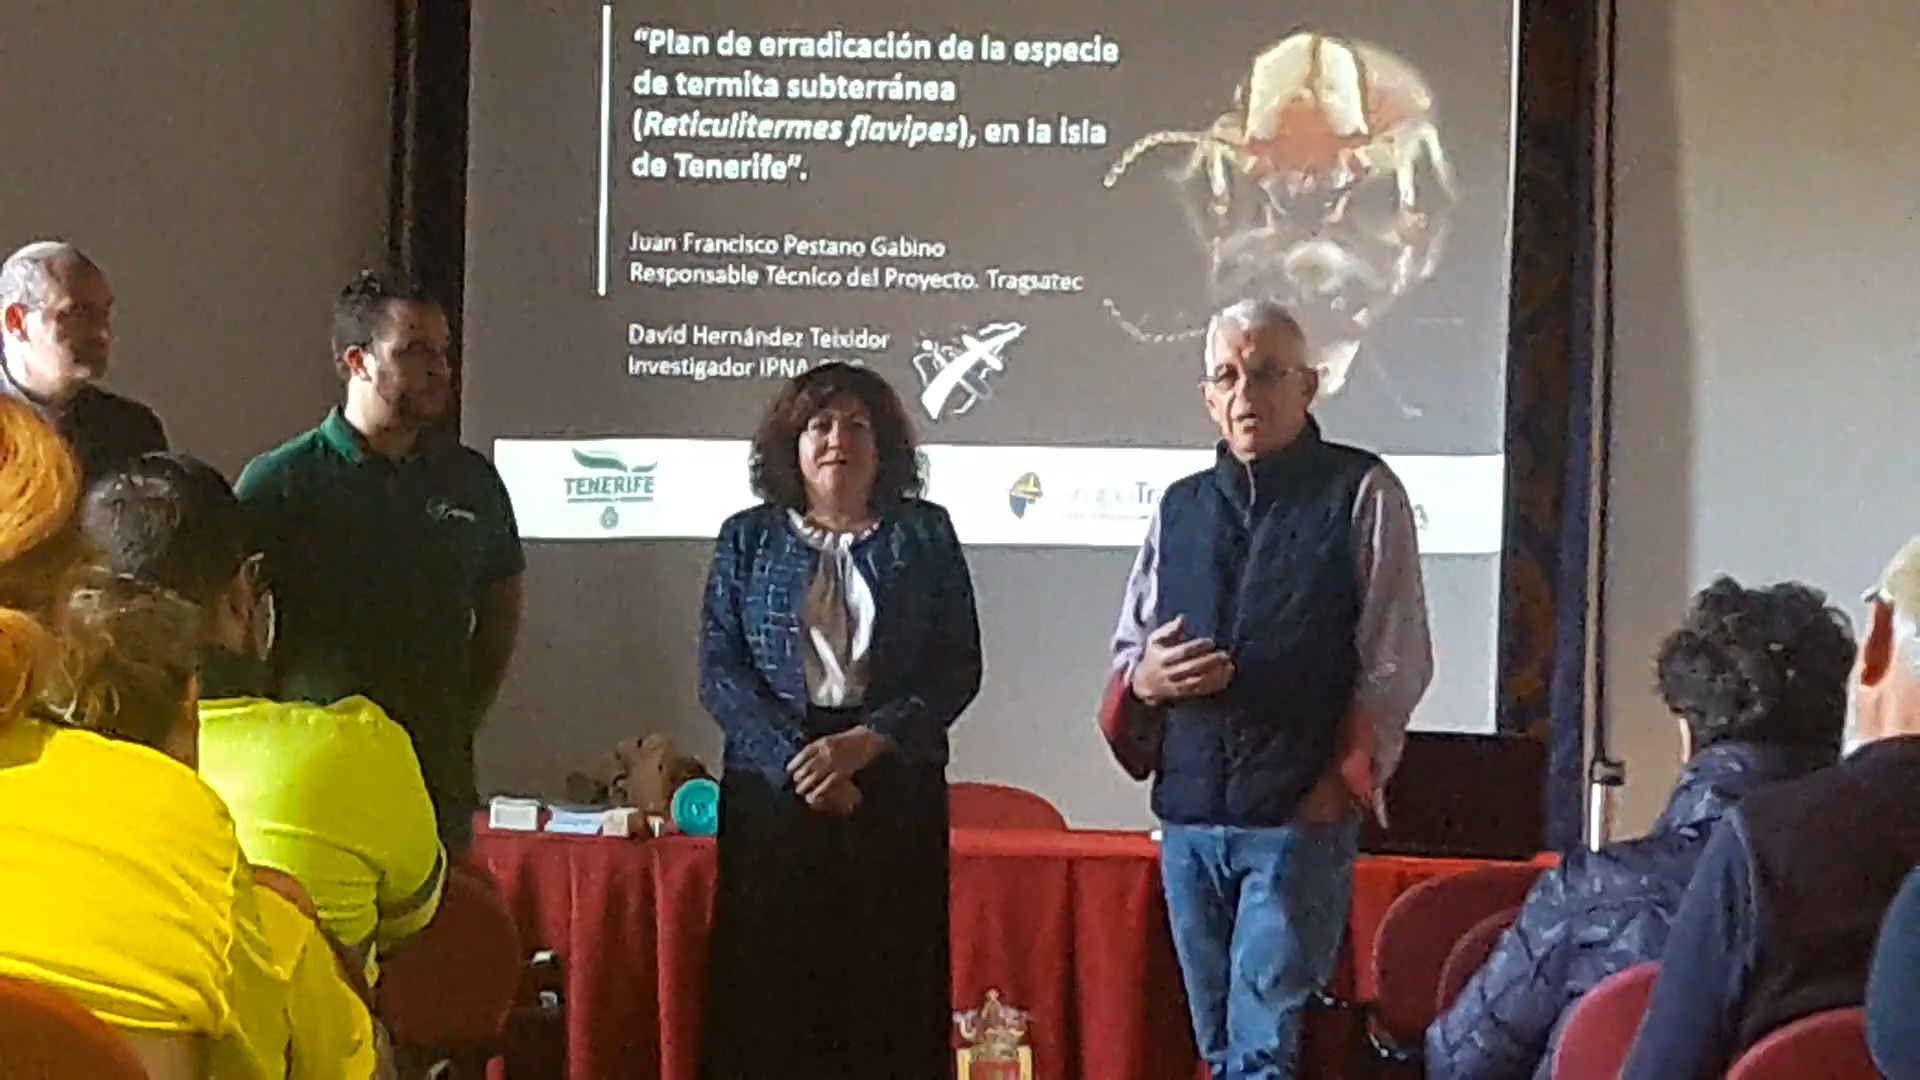 “Plan de erradicación de la especie
de termita subterránea
(Reticulitermes flavipes), en la isla
de Tenerife”.
Juan Francisco Pestano Gabino
Responsable Técnico del Proyecto. Tragsatec
David Hernández Teixidor
Investigador IPNA
TENERIFE